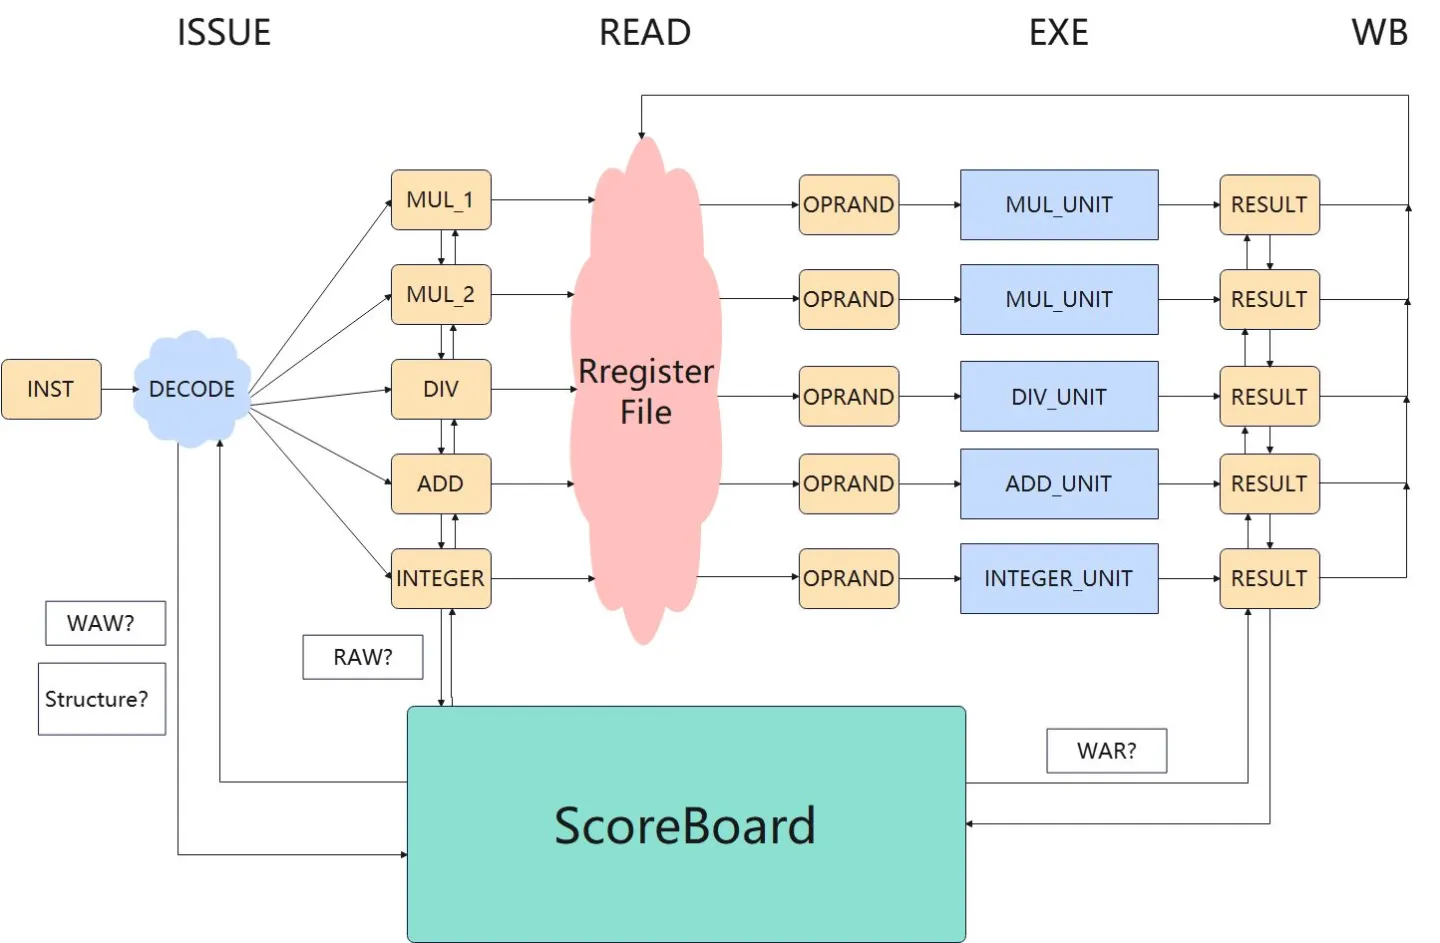 ISSUE
READ
EXE
WB
MUL_1
OPRAND
MUL_UNIT
RESULT
MUL_2
OPRAND
MUL_UNIT
RESULT
INST
DECODE
DIV
Rregister
File
OPRAND
DIV_UNIT
RESULT
ADD
OPRAND
ADD_UNIT
RESULT
INTEGER
OPRAND
INTEGER_UNIT
RESULT
WAW?
Structure?
RAW?
WAR?
ScoreBoard